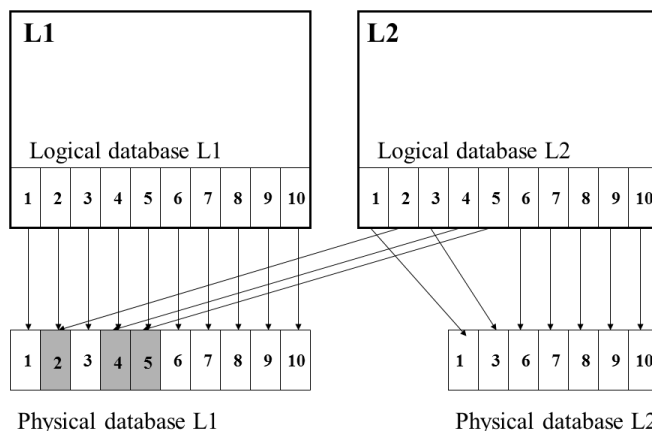 L1
L2
Logical database L1
Logical database L2
1 2 3 4 5 6 7 8 9 10
1 2 3 4 5 6 7 8 9 10
1 2 3 4 5 6 7 8 9 10
1 3 6 7 8 9 10
Physical database L1
Physical database L2